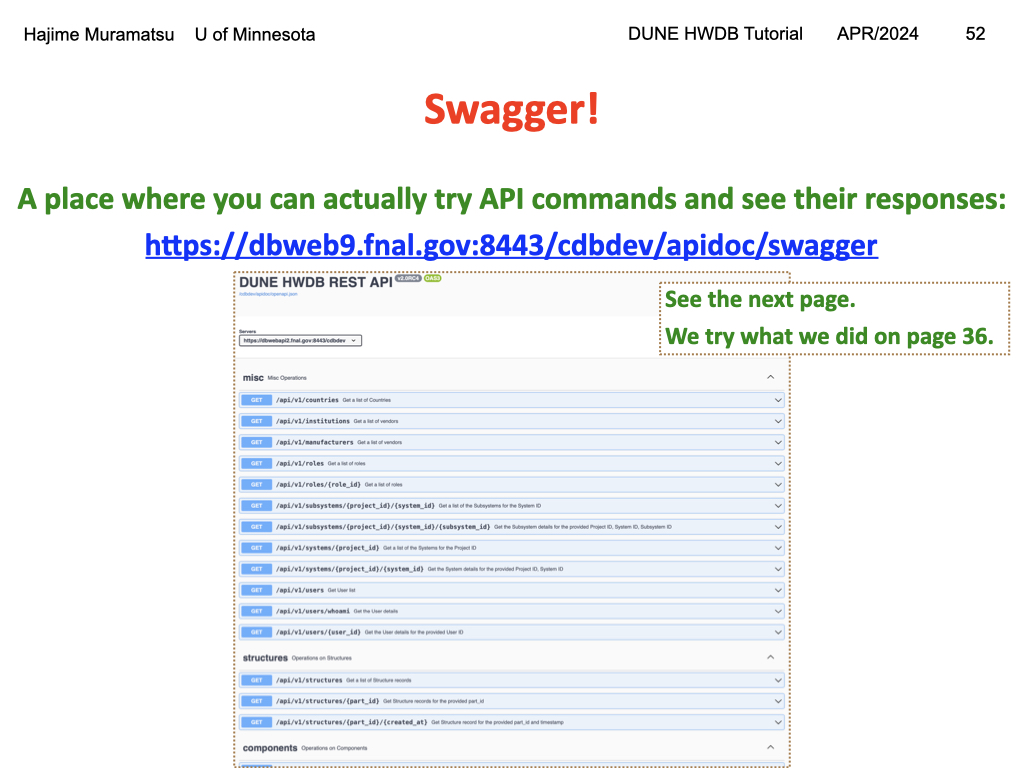 Hajime Muramatsu U of Minnesota DUNE HWDB Tutorial APR/2024 52
Swagger!
A place where you can actually try API commands and see their responses:
https://dbweb9.fnal.gov:8443/cdbdev/apidoc/swagger
DUNE HWDB REST API v2.0RC4 OAS3
/cdbdev/apidoc/openapi.json
See the next page.
We try what we did on page 36.
Servers
https://dbwebapi2.fnal.gov:8443/cdbdev
misc Misc Operations
GET /api/v1/countries Get a list of Countries
GET /api/v1/institutions Get a list of vendors
GET /api/v1/manufacturers Get a list of vendors
GET /api/v1/roles Get a list of roles
GET /api/v1/roles/{role_id} Get a list of roles
GET /api/v1/subsystems/{project_id}/{system_id} Get a list of the Subsystems for the System ID
GET /api/v1/subsystems/{project_id}/{system_id}/{subsystem_id} Get the Subsystem details for the provided Project ID, System ID, Subsystem ID
GET /api/v1/systems/{project_id} Get a list of the Systems for the Project ID
GET /api/v1/systems/{project_id}/{system_id} Get the System details for the provided Project ID, System ID
GET /api/v1/users Get User list
GET /api/v1/users/whoami Get the User details
GET /api/v1/users/{user_id} Get the User details for the provided User ID
structures Operations on Structures
GET /api/v1/structures Get a list of Structure records
GET /api/v1/structures/{part_id} Get Structure records for the provided part_id
GET /api/v1/structures/{part_id}/{created_at} Get Structure record for the provided part_id and timestamp
components Operations on Components